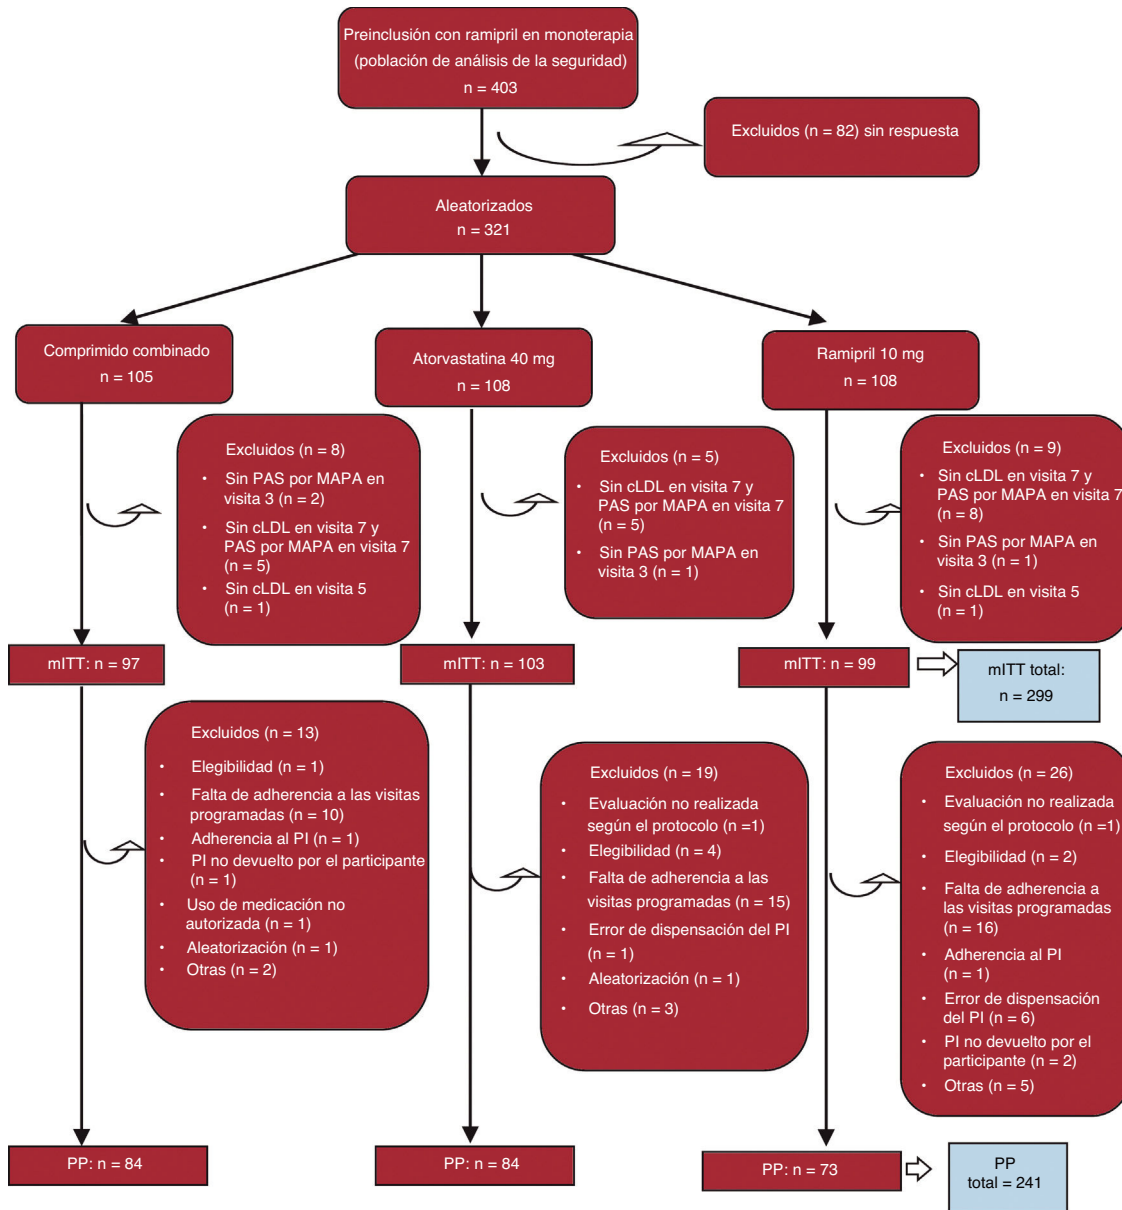 Preinclusión con ramipril en monoterapia
(población de análisis de la seguridad)
n = 403
Excluidos (n = 82) sin respuesta
Aleatorizados
n = 321
Comprimido combinado
n = 105
Atorvastatina 40 mg
n = 108
Ramipril 10 mg
n = 108
Excluidos (n = 8)
• Sin PAS por MAPA en
visita 3 (n = 2)
• Sin cLDL en visita 7 y
PAS por MAPA en visita 7
(n = 5)
• Sin cLDL en visita 5
(n = 1)
Excluidos (n = 5)
• Sin cLDL en visita 7 y
PAS por MAPA en visita 7
(n = 5)
• Sin PAS por MAPA en
visita 3 (n = 1)
Excluidos (n = 9)
• Sin cLDL en visita 7 y
PAS por MAPA en visita 7
(n = 8)
• Sin PAS por MAPA en
visita 3 (n = 1)
• Sin cLDL en visita 5
(n = 1)
mITT: n = 97
mITT: n = 103
mITT: n = 99
mITT total:
n = 299
Excluidos (n = 13)
• Elegibilidad (n = 1)
• Falta de adherencia a las visitas
programadas (n = 10)
• Adherencia al PI (n = 1)
• PI no devuelto por el participante
(n = 1)
• Uso de medicación no
autorizada (n = 1)
• Aleatorización (n = 1)
• Otras (n = 2)
Excluidos (n = 19)
• Evaluación no realizada
según el protocolo (n =1)
• Elegibilidad (n = 4)
• Falta de adherencia a las
visitas programadas (n = 15)
• Error de dispensación del PI
(n = 1)
• Aleatorización (n = 1)
• Otras (n = 3)
Excluidos (n = 26)
• Evaluación no realizada
según el protocolo (n =1)
• Elegibilidad (n = 2)
• Falta de adherencia a
las visitas programadas
(n = 16)
• Adherencia al PI
(n = 1)
• Error de dispensación
del PI (n = 6)
• PI no devuelto por el
participante (n = 2)
• Otras (n = 5)
PP: n = 84
PP: n = 84
PP: n = 73
PP
total = 241